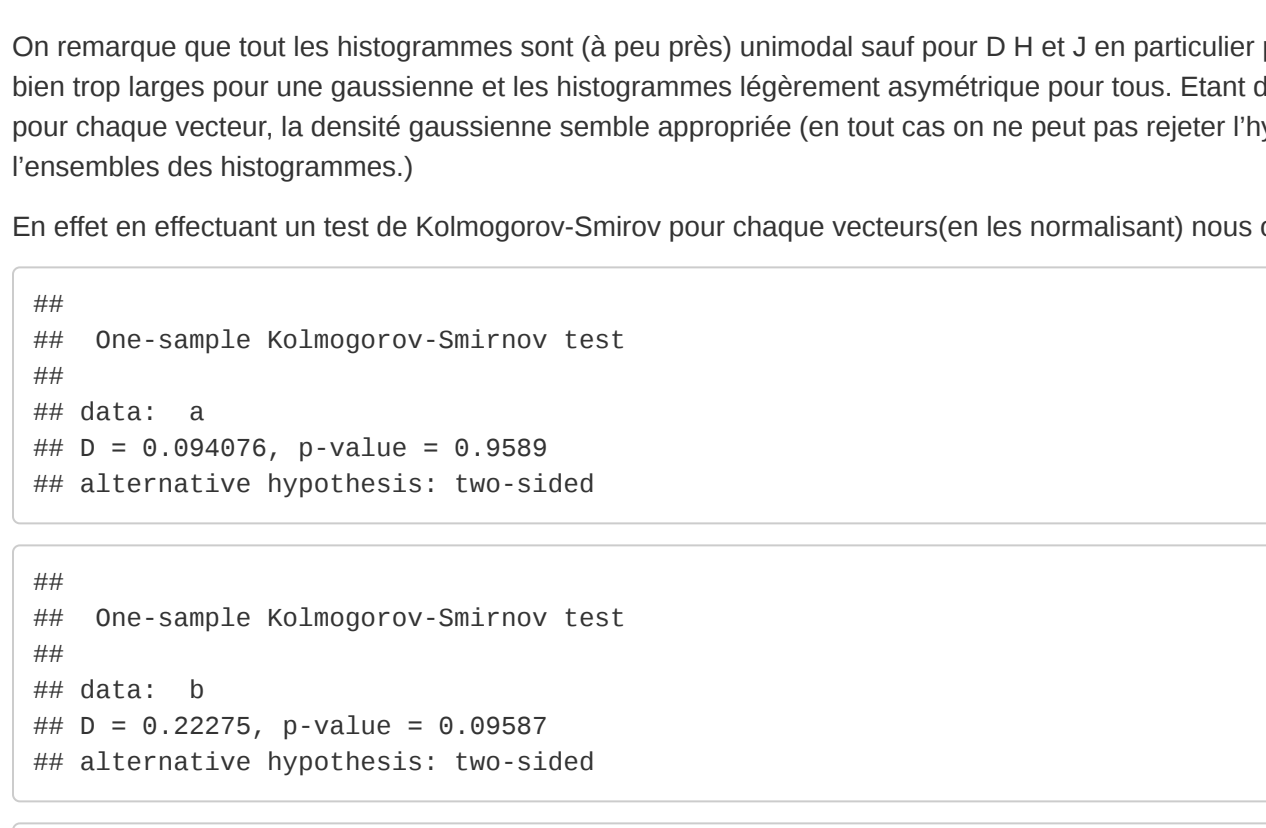 On remarque que tout les histogrammes sont (à peu près) unimodal sauf pour D H et J en particulier
bien trop larges pour une gaussienne et les histogrammes légèrement asymétrique pour tous. Etant
pour chaque vecteur, la densité gaussienne semble appropriée (en tout cas on ne peut pas rejeter
l’ensembles des histogrammes.)
En effet en effectuant un test de Kolmogorov-Smirov pour chaque vecteurs(en les normalisant) nous
##
##  One-sample Kolmogorov-Smirnov test
##
## data:  a
## D = 0.094076, p-value = 0.9589
## alternative hypothesis: two-sided
##
##  One-sample Kolmogorov-Smirnov test
##
## data:  b
## D = 0.22275, p-value = 0.09587
## alternative hypothesis: two-sided